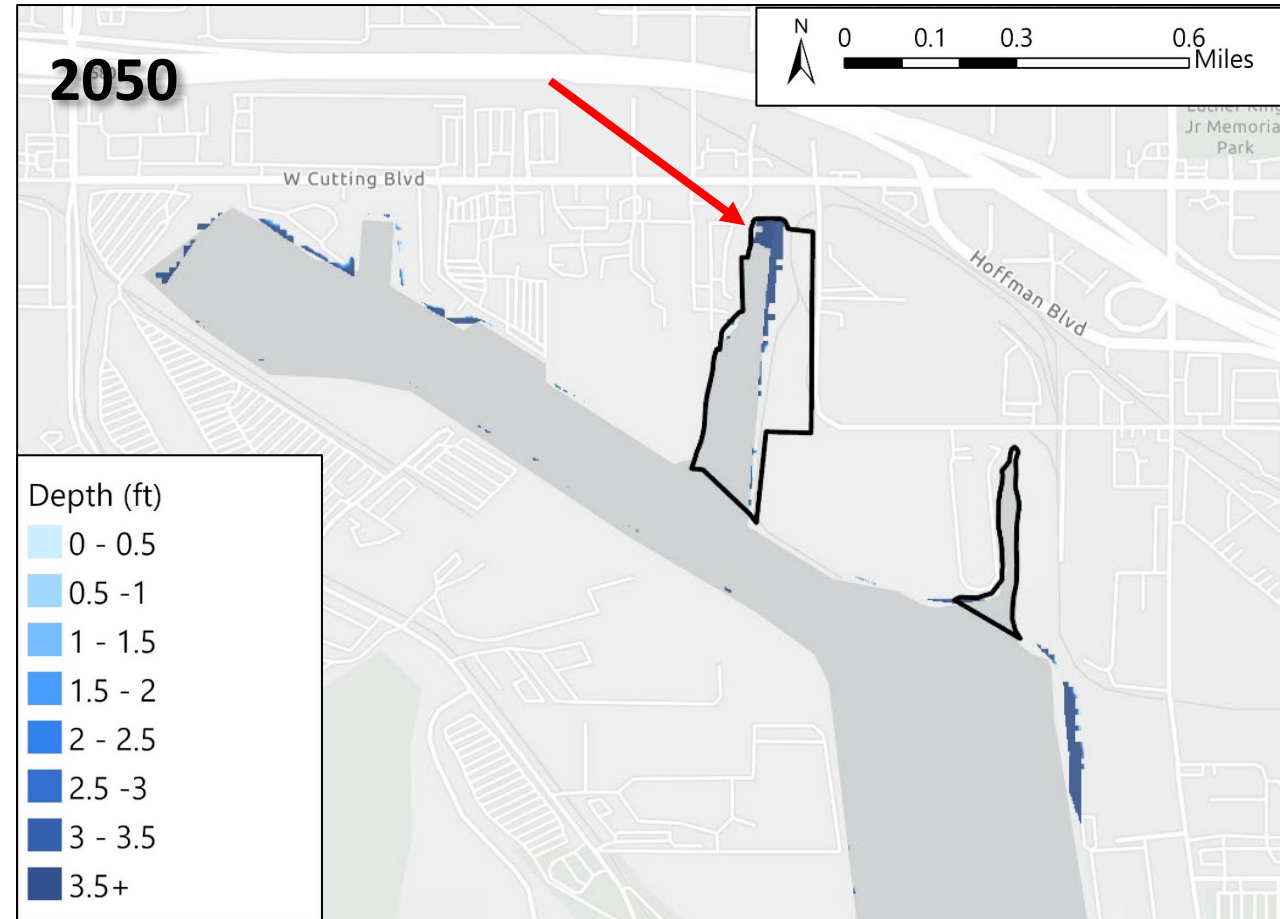 2050
N
0 0.1 0.3 0.6
Miles
Jr Memorial
Park
W Cutting Blvd
Hoffman Blvd
Depth (ft)
0 - 0.5
0.5 -1
1 - 1.5
1.5 - 2
2 - 2.5
2.5 -3
3 - 3.5
3.5+